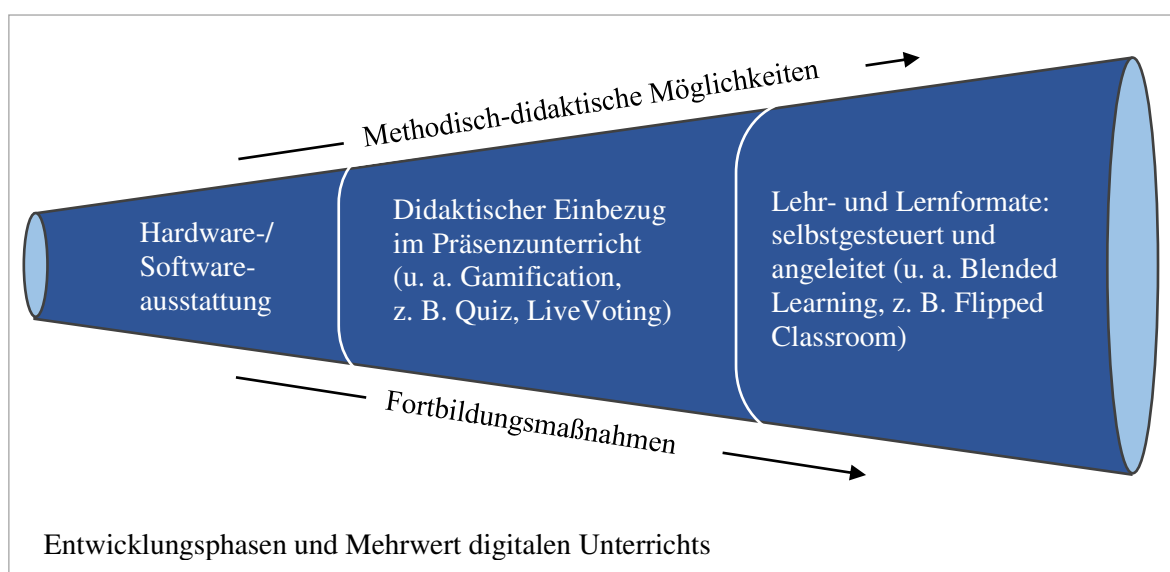 Methodisch-didaktische Möglichkeiten
Hardware-/
Software-
ausstattung
Didaktischer Einbezug
im Präsenzunterricht
(u. a. Gamification,
z. B. Quiz, LiveVoting)
Lehr- und Lernformate:
selbstgesteuert und
angeleitet (u. a. Blended
Learning, z. B. Flipped
Classroom)
Fortbildungsmaßnahmen
Entwicklungsphasen und Mehrwert digitalen Unterrichts